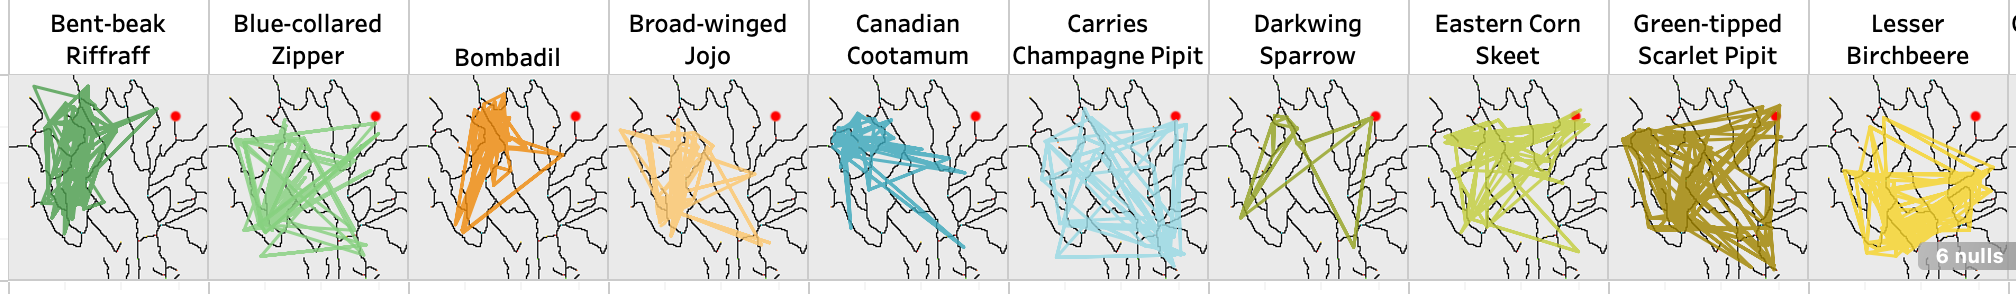 Bent-beak
Riffraff
Blue-collared
Zipper
Bombadil
Broad-winged
Jojo
Canadian
Cootamum
Carries
Champagne Pipit
Darkwing
Sparrow
Eastern Corn
Skeet
Green-tipped
Scarlet Pipit
Lesser
Birchbeere
6 nulls